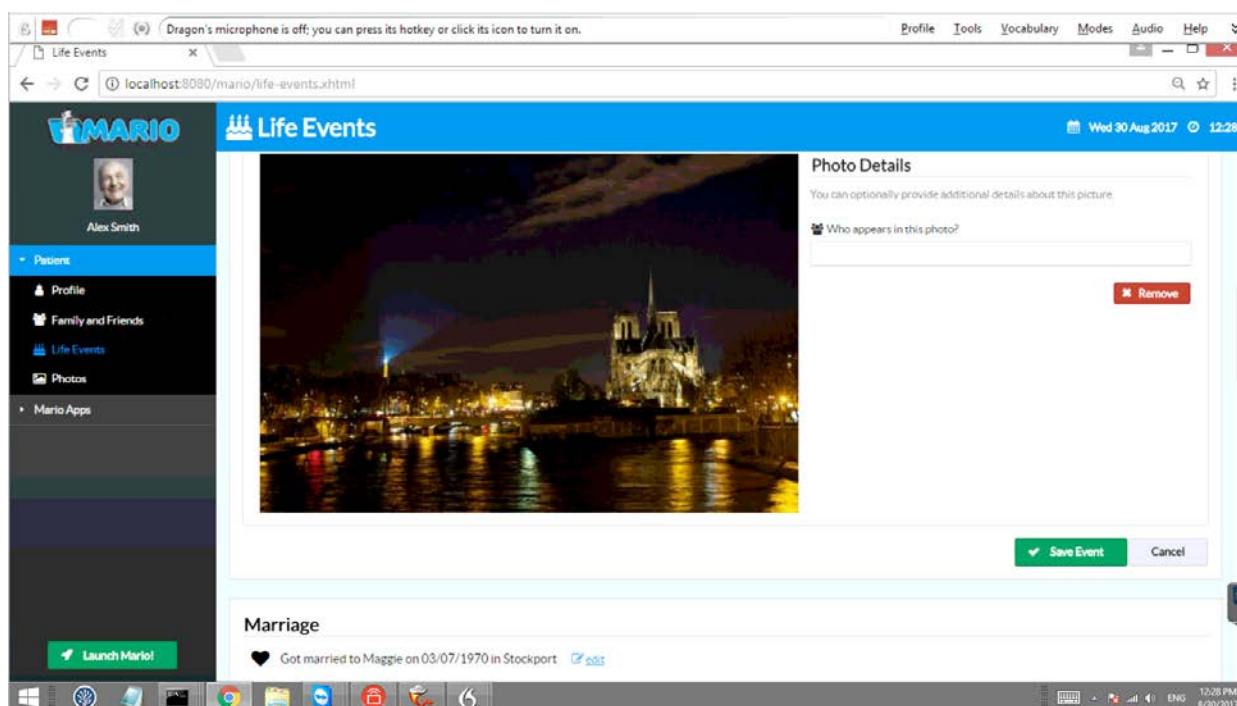 Dragon's microphone is off; you can press its hotkey or click its icon to turn it on.
Profile Tools Vocabulary Modes Audio Help
Life Events
localhost:8080/mario/life-events.xhtml
MARIO
Life Events
Wed 30 Aug 2017 12:28
Alex Smith
Patient
Profile
Family and Friends
Life Events
Photos
Mario Apps
Launch Mario!
Photo Details
You can optionally provide additional details about this picture.
Who appears in this photo?
Remove
Save Event Cancel
Marriage
Got married to Maggie on 03/07/1970 in Stockport edit
ENG
12:28 PM